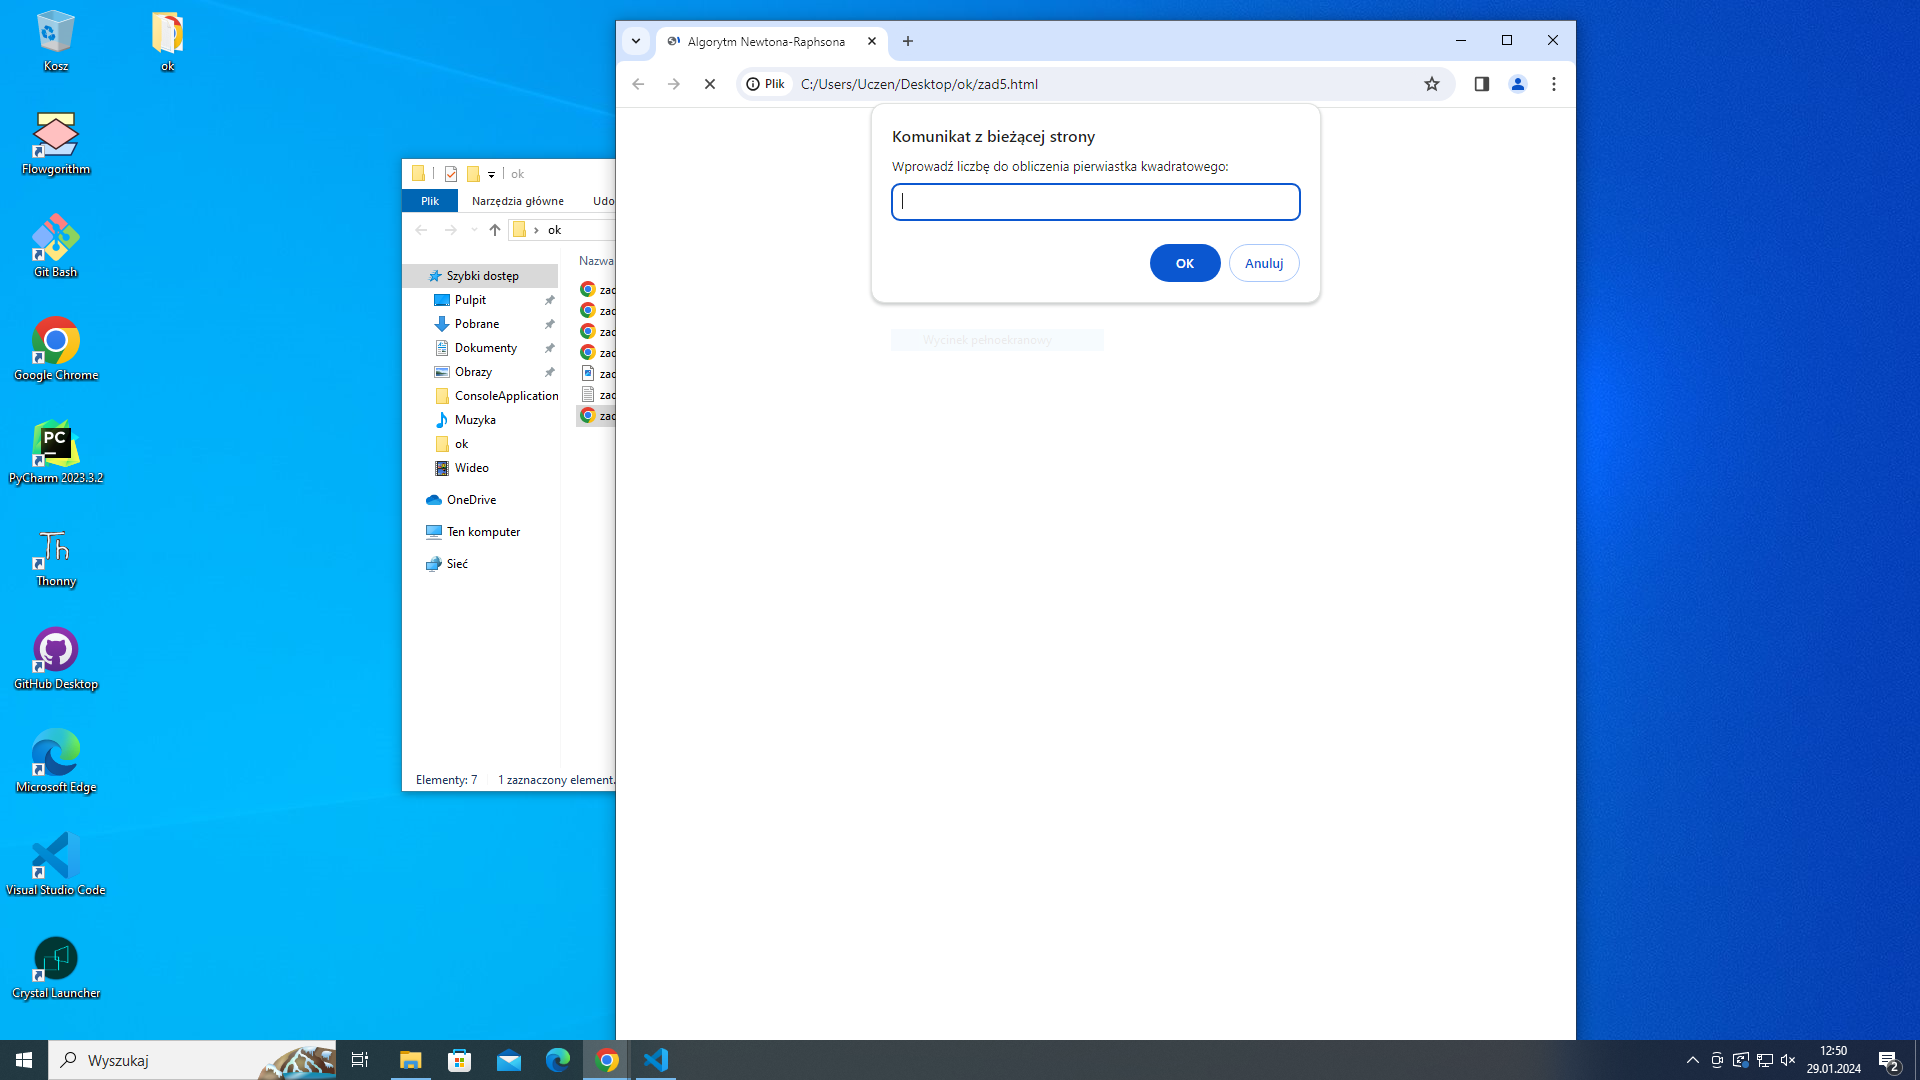 Kosz
ok
Flowgorithm
Git Bash
Google Chrome
PC
PyCharm 2023.3.2
Th
Thonny
GitHub Desktop
Microsoft Edge
Visual Studio Code
Crystal Launcher
ok
Plik
Narzędzia główne
Udo
ok
Nazwa
Szybki dostęp
Pulpit
Pobrane
Dokumenty
Obrazy
ConsoleApplication
Muzyka
ok
Wideo
OneDrive
Ten komputer
Sieć
zad
zad
zad
zad
zad
zad
zad
Elementy: 7
1 zaznaczony element.
Algorytm Newtona-Raphsona
Plik
C:/Users/Uczen/Desktop/ok/zad5.html
Komunikat z bieżącej strony
Wprowadź liczbę do obliczenia pierwiastka kwadratowego:
OK
Anuluj
Wycinek pełnoekranowy
Wyszukaj
12:50
29.01.2024
2